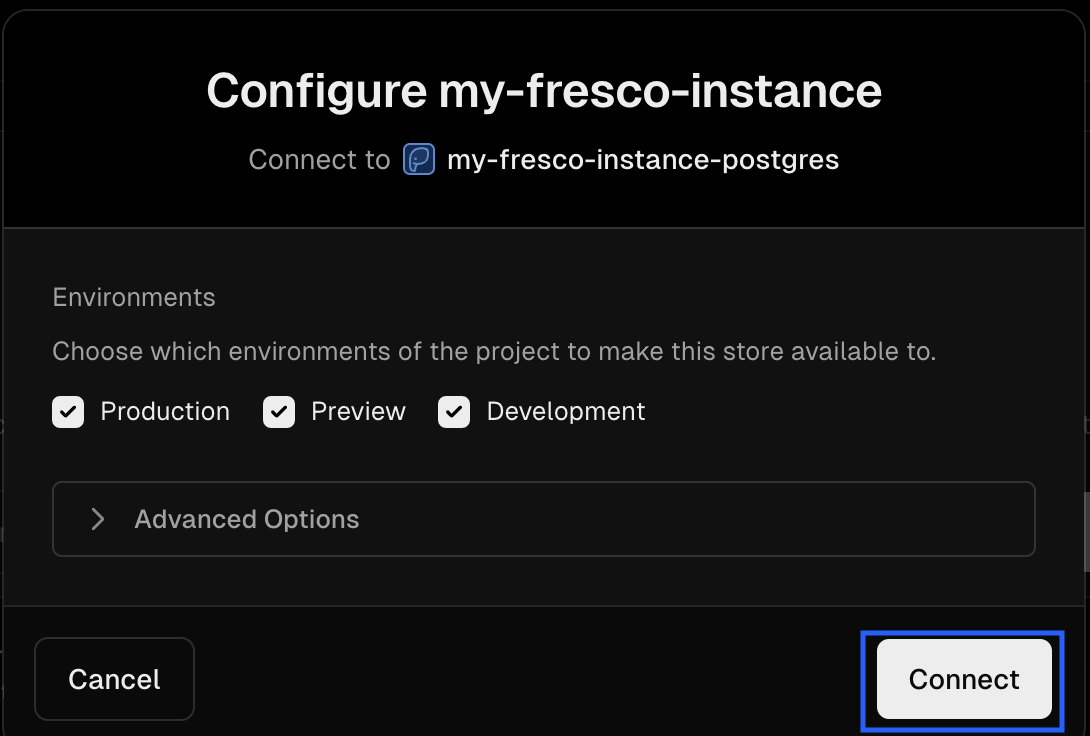 Configure my-fresco-instance
Connect to my-fresco-instance-postgres
Environments
Choose which environments of the project to make this store available to.
Production Preview Development
Advanced Options
Cancel Connect